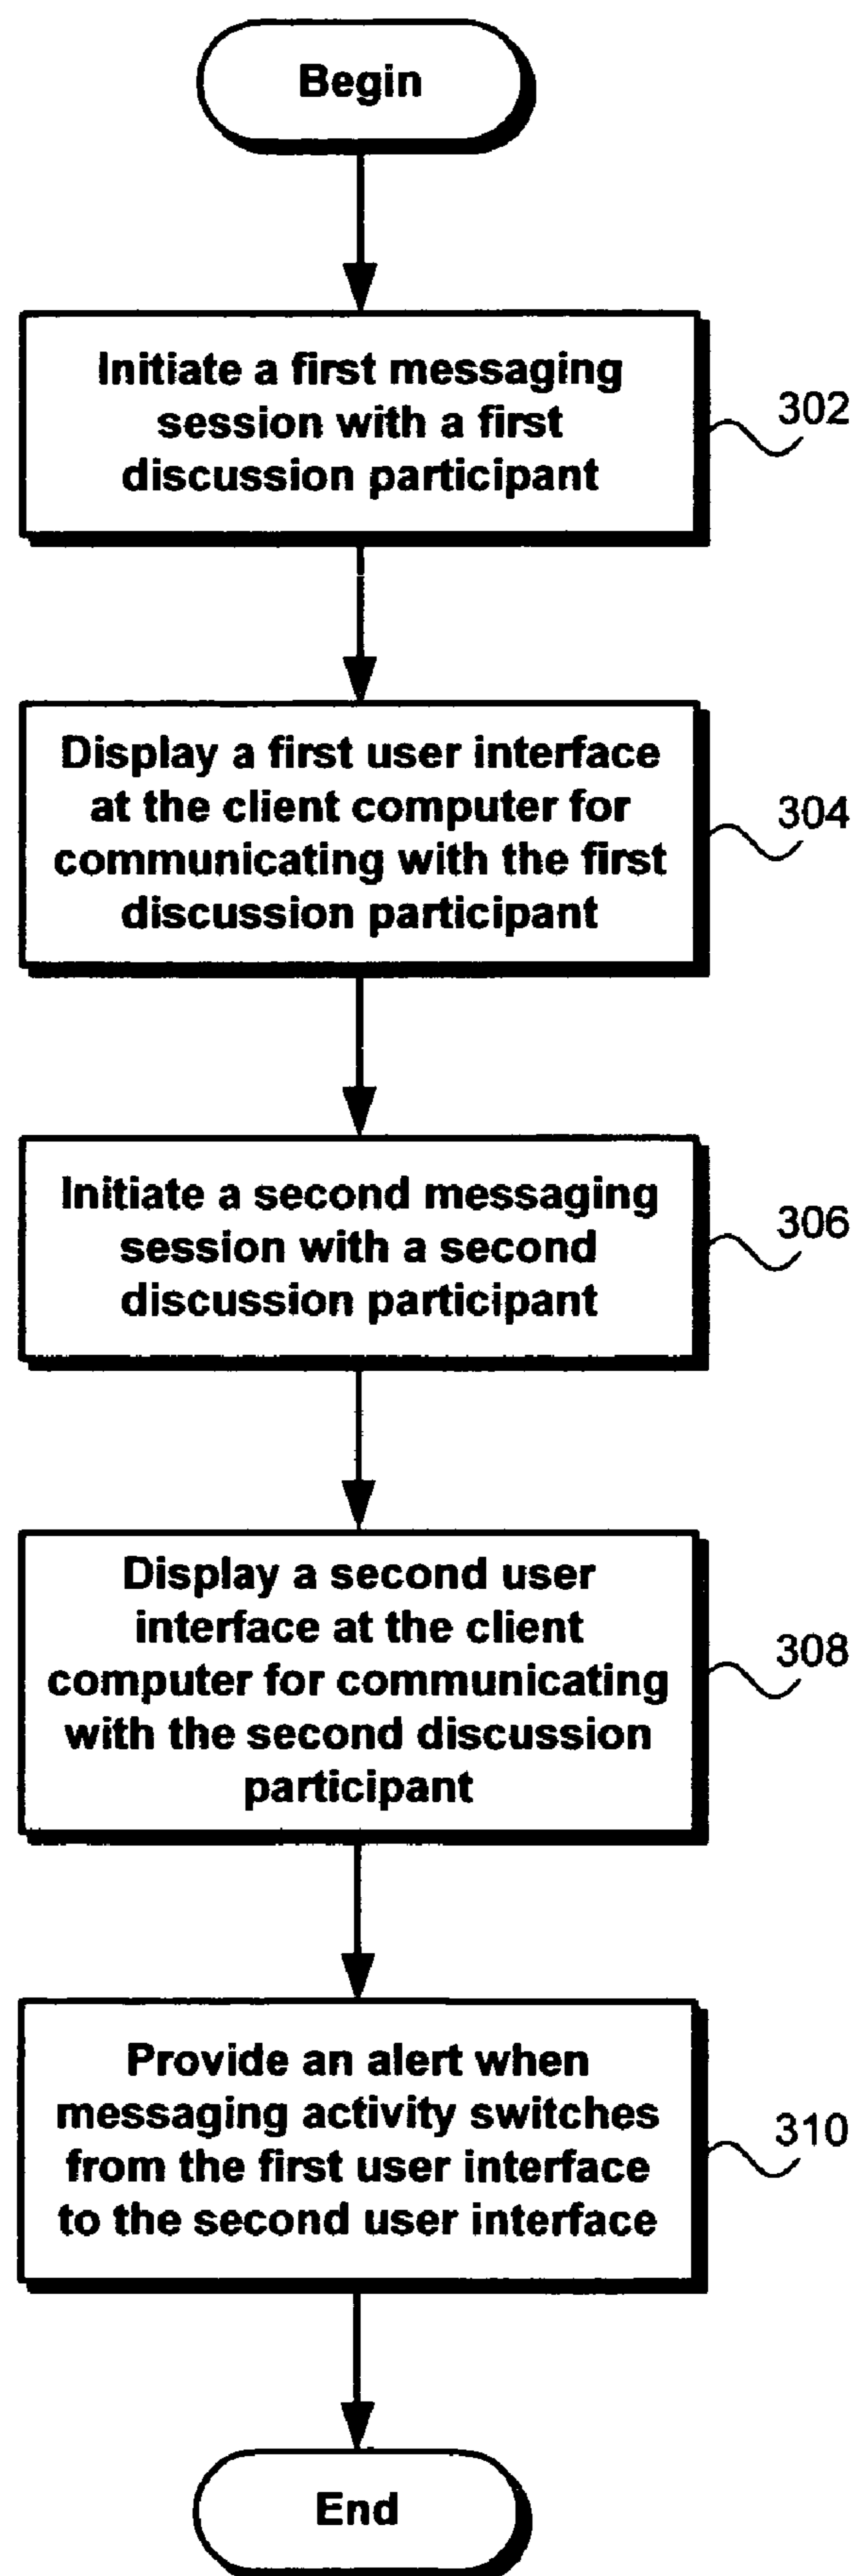 Begin
Initiate a first messaging
session with a first
discussion participant
302
Display a first user interface
at the client computer for
communicating with the first
discussion participant
304
Initiate a second messaging
session with a second
discussion participant
306
Display a second user
interface at the client
computer for communicating
with the second discussion
participant
308
Provide an alert when
messaging activity switches
from the first user interface
to the second user interface
310
End